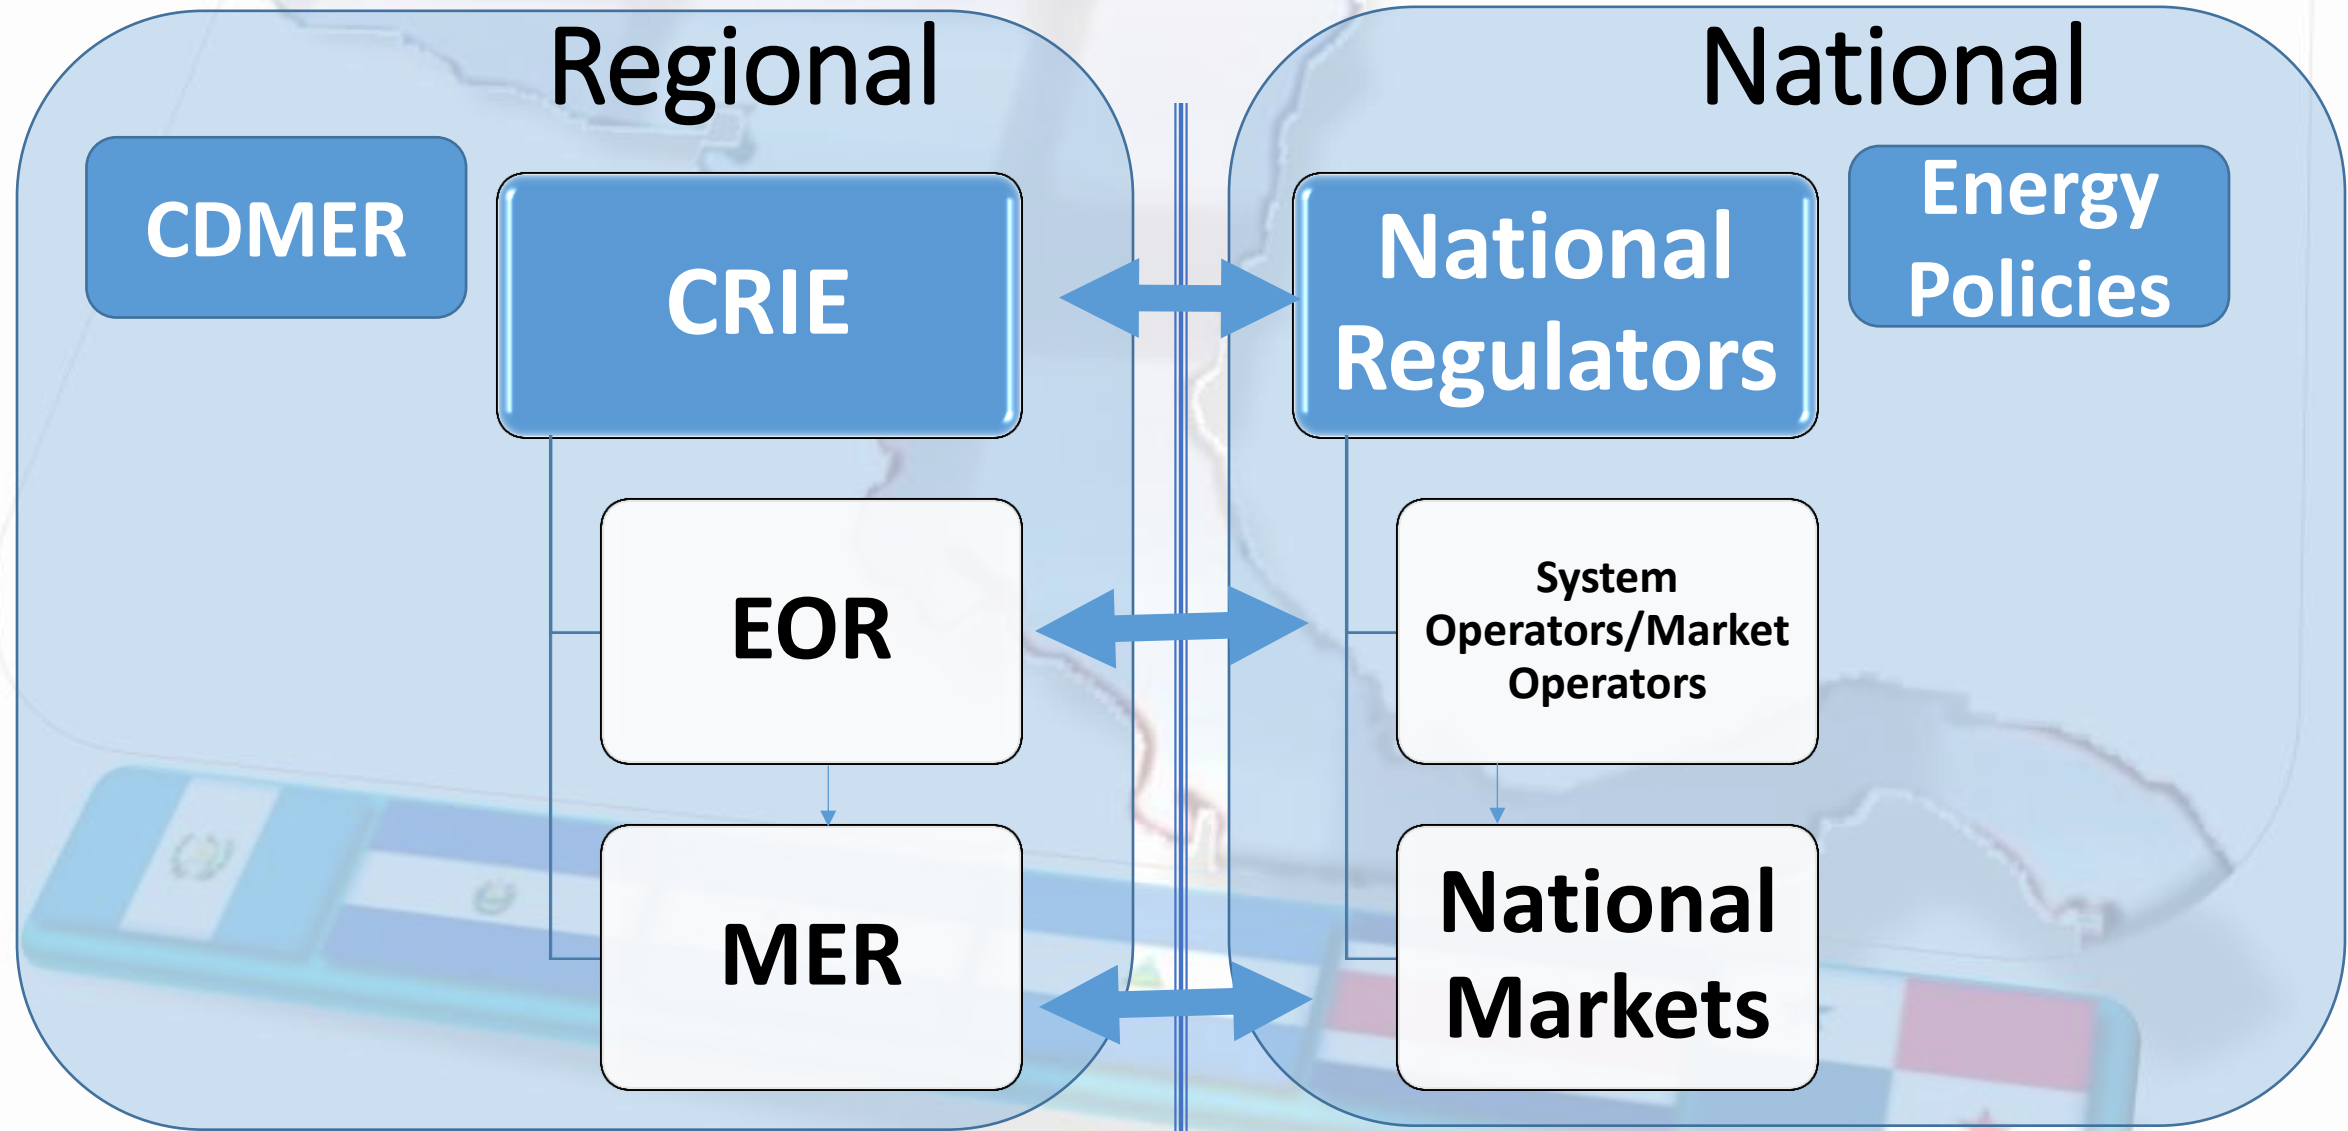 Regional
CDMER
CRIE
EOR
MER
National
National
Regulators
Energy
Policies
System
Operators/Market
Operators
National
Markets